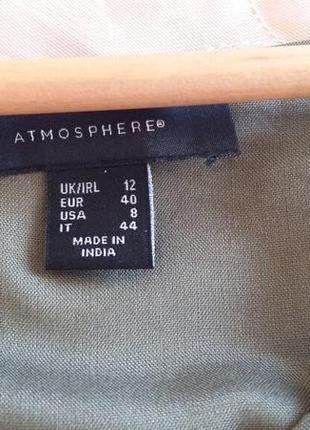 ATMOSPHERE®
UK/IRL 12
EUR 40
USA 8
IT 44
MADE IN
INDIA